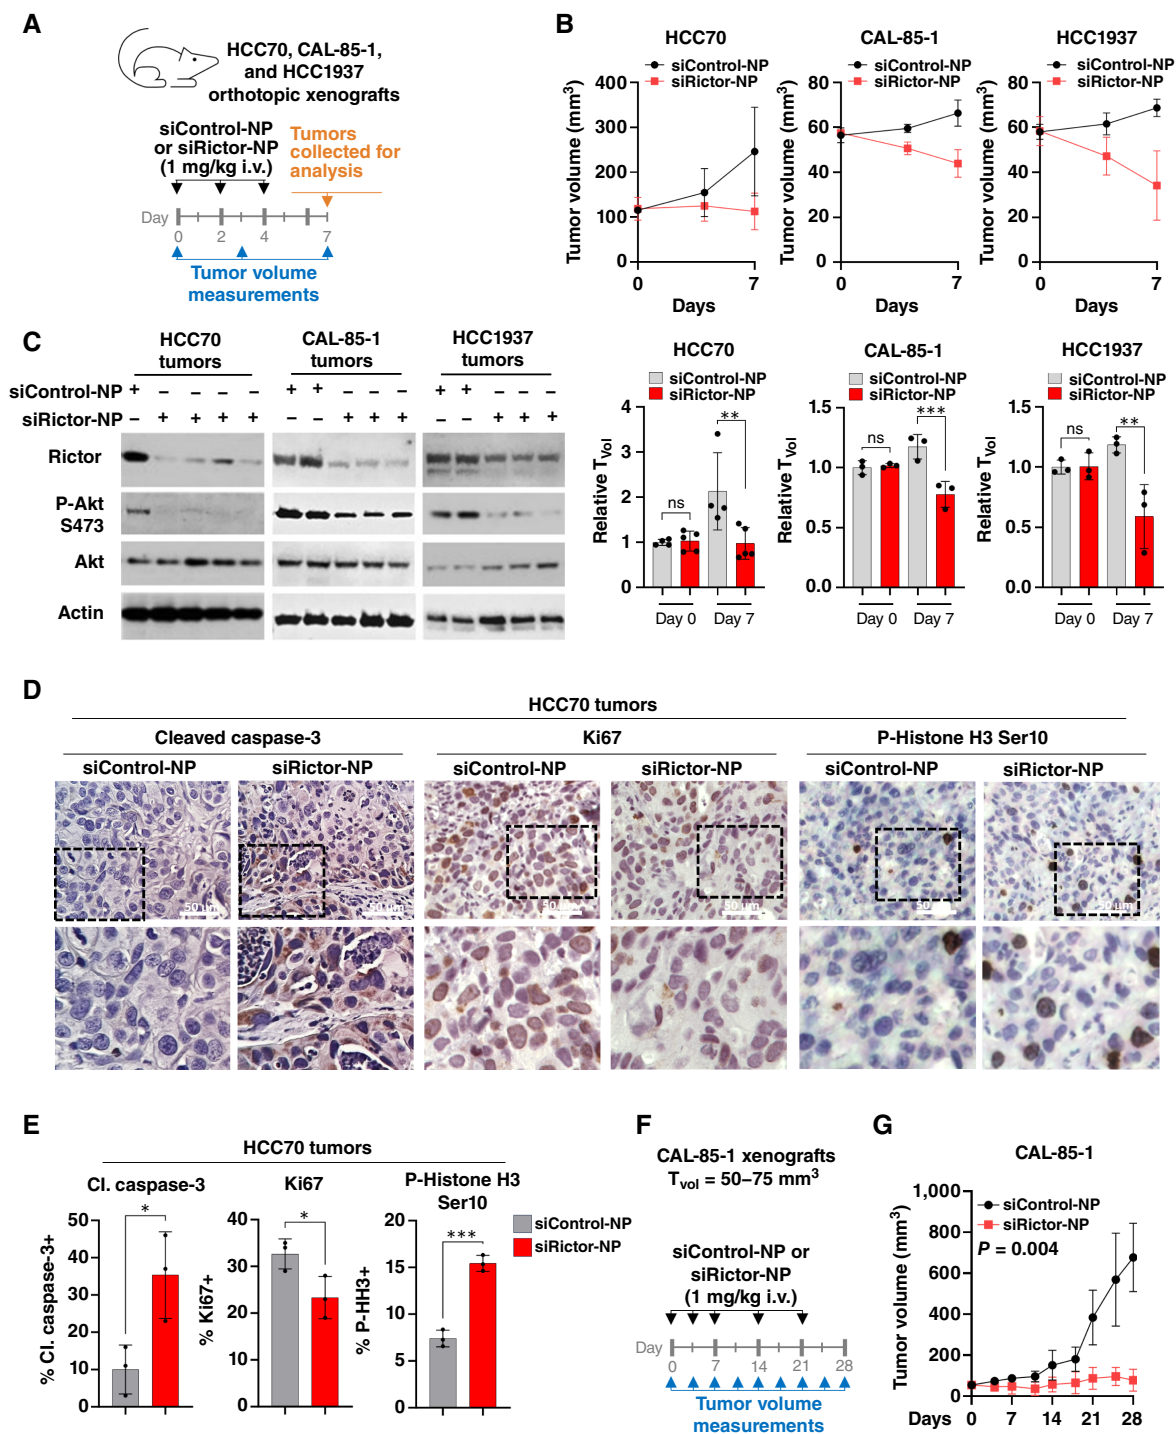 A
HCC70, CAL-85-1,
and HCC1937
orthotopic xenografts
siControl-NP
or siRictor-NP
(1 mg/kg i.v.)
Tumors
collected for
analysis
Day
0 2 4 7
Tumor volume
measurements
B
HCC70
siControl-NP
siRictor-NP
Tumor volume (mm³)
400
300
200
100
0
0 7
Days
CAL-85-1
siControl-NP
siRictor-NP
Tumor volume (mm³)
80
60
40
20
0
0 7
Days
HCC1937
siControl-NP
siRictor-NP
Tumor volume (mm³)
80
60
40
20
0
0 7
Days
HCC70
siControl-NP
siRictor-NP
Relative TVol
4
3
2
1
0
ns
**
Day 0 Day 7
CAL-85-1
siControl-NP
siRictor-NP
Relative TVol
1.5
1.0
0.5
0.0
ns
***
Day 0 Day 7
HCC1937
siControl-NP
siRictor-NP
Relative TVol
1.5
1.0
0.5
0.0
ns
**
Day 0 Day 7
C
HCC70
tumors
CAL-85-1
tumors
HCC1937
tumors
siControl-NP + – – – – + + – – – + + – – –
siRictor-NP – + + + + – – + + + – – + + +
Rictor
P-Akt
S473
Akt
Actin
D
HCC70 tumors
Cleaved caspase-3 Ki67 P-Histone H3 Ser10
siControl-NP siRictor-NP siControl-NP siRictor-NP siControl-NP siRictor-NP
50 µm 50 µm 50 µm 50 µm 50 µm 50 µm
E
HCC70 tumors
Cl. caspase-3
% Cl. caspase-3+
50
40
30
20
10
0
*
Ki67
% Ki67+
40
30
20
10
0
*
P-Histone H3
Ser10
% P-HH3+
20
15
10
5
0
***
siControl-NP
siRictor-NP
F
CAL-85-1 xenografts
Tvol = 50–75 mm³
siControl-NP or
siRictor-NP
(1 mg/kg i.v.)
Day
0 7 14 21 28
Tumor volume
measurements
G
CAL-85-1
siControl-NP
siRictor-NP
P = 0.004
Tumor volume (mm³)
1,000
800
600
400
200
0
Days 0 7 14 21 28